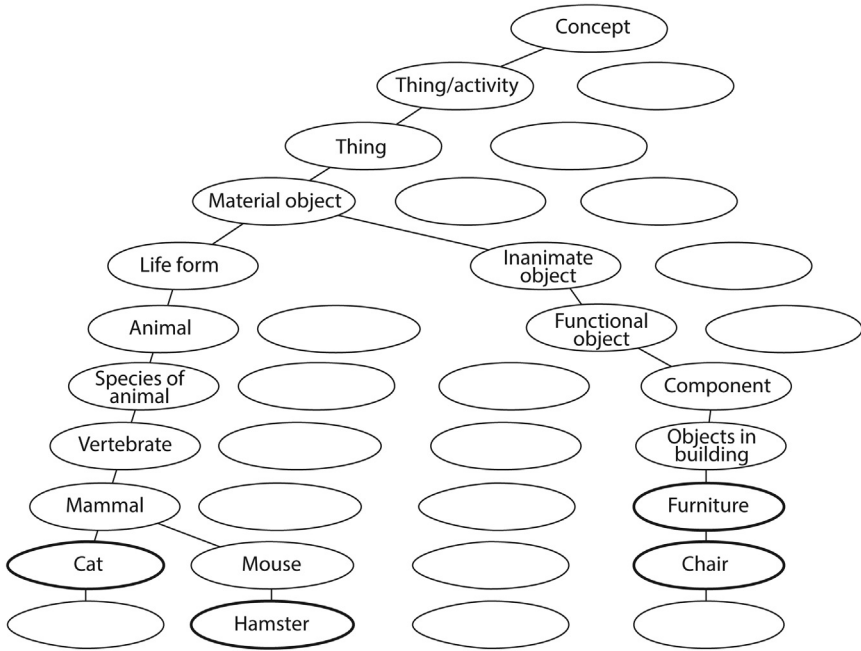 Concept
Thing/activity
Thing
Material object
Life form
Inanimate
object
Animal
Functional
object
Species of
animal
Component
Vertebrate
Objects in
building
Mammal
Furniture
Cat
Mouse
Chair
Hamster